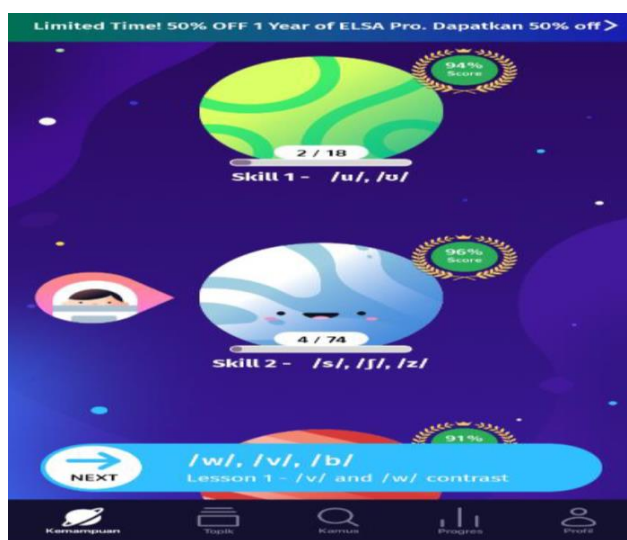 Limited Time! 50% OFF 1 Year of ELSA Pro. Dapatkan 50% off >
94%
Score
2 / 18
Skill 1 - /u/, /ʊ/
96%
Score
4 / 74
Skill 2 - /s/, /ʃ/, /z/
91%
NEXT
/w/, /v/, /b/
Lesson 1 - /v/ and /w/ contrast
Kemampuan
Topik
Kamus
Progres
Profil